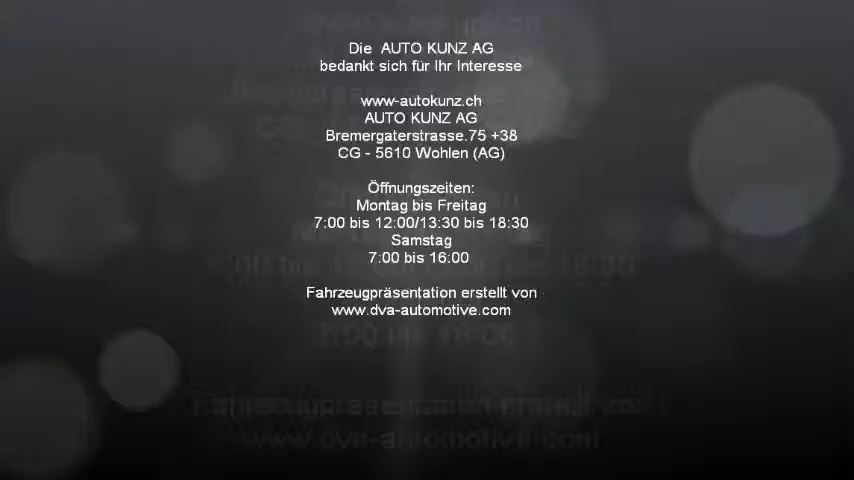 Die AUTO KUNZ AG
bedankt sich für Ihr Interesse
www-autokunz.ch
AUTO KUNZ AG
Bremergaterstrasse.75 +38
CG - 5610 Wohlen (AG)
Öffnungszeiten:
Montag bis Freitag
7:00 bis 12:00/13:30 bis 18:30
Samstag
7:00 bis 16:00
Fahrzeugpräsentation erstellt von
www.dva-automotive.com